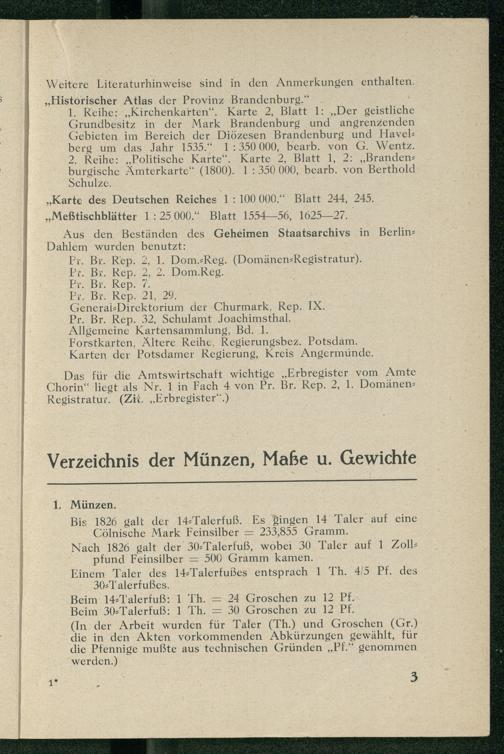 Weitere Literaturhinweise sind in den Anmerkungen enthalten.
„Historischer Atlas der Provinz Brandenburg.“
1. Reihe: „Kirchenkarten“. Karte 2, Blatt 1: „Der geistliche
Grundbesitz in der Mark Brandenburg und angrenzenden
Gebieten im Bereich der Diözesen Brandenburg und Havel-
berg um das Jahr 1535.“ 1 : 350 000, bearb. von G. Wentz.
2. Reihe: „Politische Karte“. Karte 2, Blatt 1, 2: „Branden-
burgische Ämterkarte“ (1800). 1 : 350 000, bearb. von Berthold
Schulze.
„Karte des Deutschen Reiches 1 : 100 000.“ Blatt 244, 245.
„Meßtischblätter 1 : 25 000.“ Blatt 1554—56, 1625—27.
Aus den Beständen des Geheimen Staatsarchivs in Berlin-
Dahlem wurden benutzt:
Pr. Br. Rep. 2, 1. Dom.-Reg. (Domänen-Registratur).
Pr. Br. Rep. 2, 2. Dom.Reg.
Pr. Br. Rep. 7.
Pr. Br. Rep. 21, 29.
General-Direktorium der Churmark, Rep. IX.
Pr. Br. Rep. 32, Schulamt Joachimsthal.
Allgemeine Kartensammlung, Bd. 1.
Forstkarten, Ältere Reihe, Regierungsbez. Potsdam.
Karten der Potsdamer Regierung, Kreis Angermünde.
Das für die Amtswirtschaft wichtige „Erbregister vom Amte
Chorin“ liegt als Nr. 1 in Fach 4 von Pr. Br. Rep. 2, 1. Domänen-
Registratur. (Zit. „Erbregister“.)
Verzeichnis der Münzen, Maße u. Gewichte
1. Münzen.
Bis 1826 galt der 14-Talerfuß. Es gingen 14 Taler auf eine
Cölnische Mark Feinsilber = 233,855 Gramm.
Nach 1826 galt der 30-Talerfuß, wobei 30 Taler auf 1 Zoll-
pfund Feinsilber = 500 Gramm kamen.
Einem Taler des 14-Talerfußes entsprach 1 Th. 4/5 Pf. des
30-Talerfußes.
Beim 14-Talerfuß: 1 Th. = 24 Groschen zu 12 Pf.
Beim 30-Talerfuß: 1 Th. = 30 Groschen zu 12 Pf.
(In der Arbeit wurden für Taler (Th.) und Groschen (Gr.)
die in den Akten vorkommenden Abkürzungen gewählt, für
die Pfennige mußte aus technischen Gründen „Pf.“ genommen
werden.)
1*
3